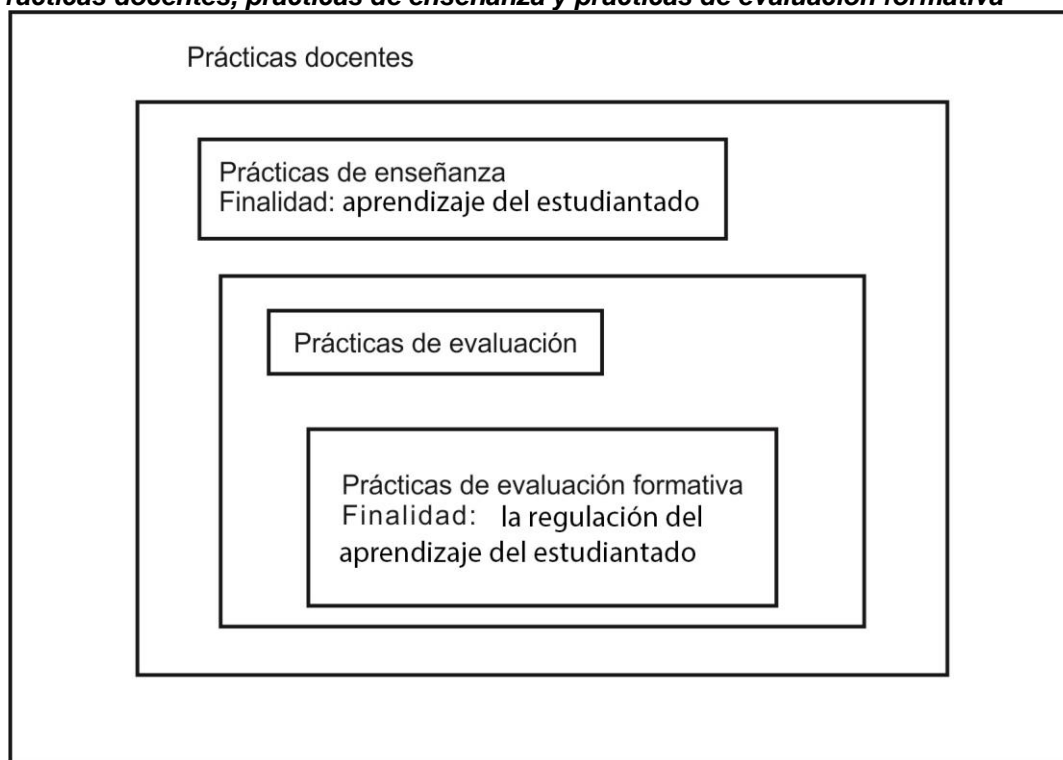 rácticas docentes, prácticas de enseñanza y prácticas de evaluación formativa
Prácticas docentes
Prácticas de enseñanza
Finalidad: aprendizaje del estudiantado
Prácticas de evaluación
Prácticas de evaluación formativa
Finalidad: la regulación del
aprendizaje del estudiantado